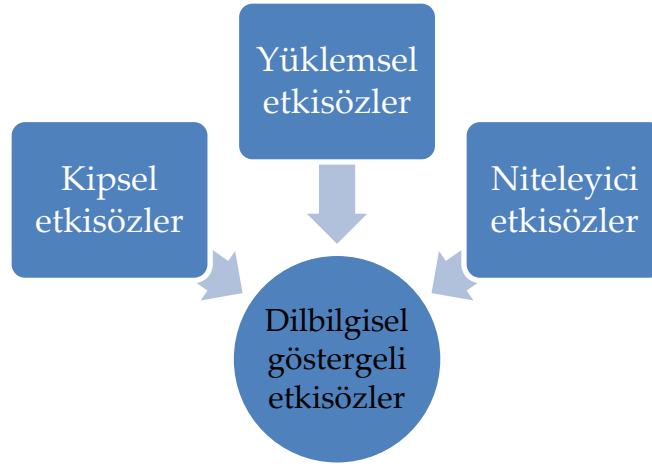 Yüklemsel
etkisözler
Kipsel
etkisözler
Niteleyici
etkisözler
Dilbilgisel
göstergeli
etkisözler